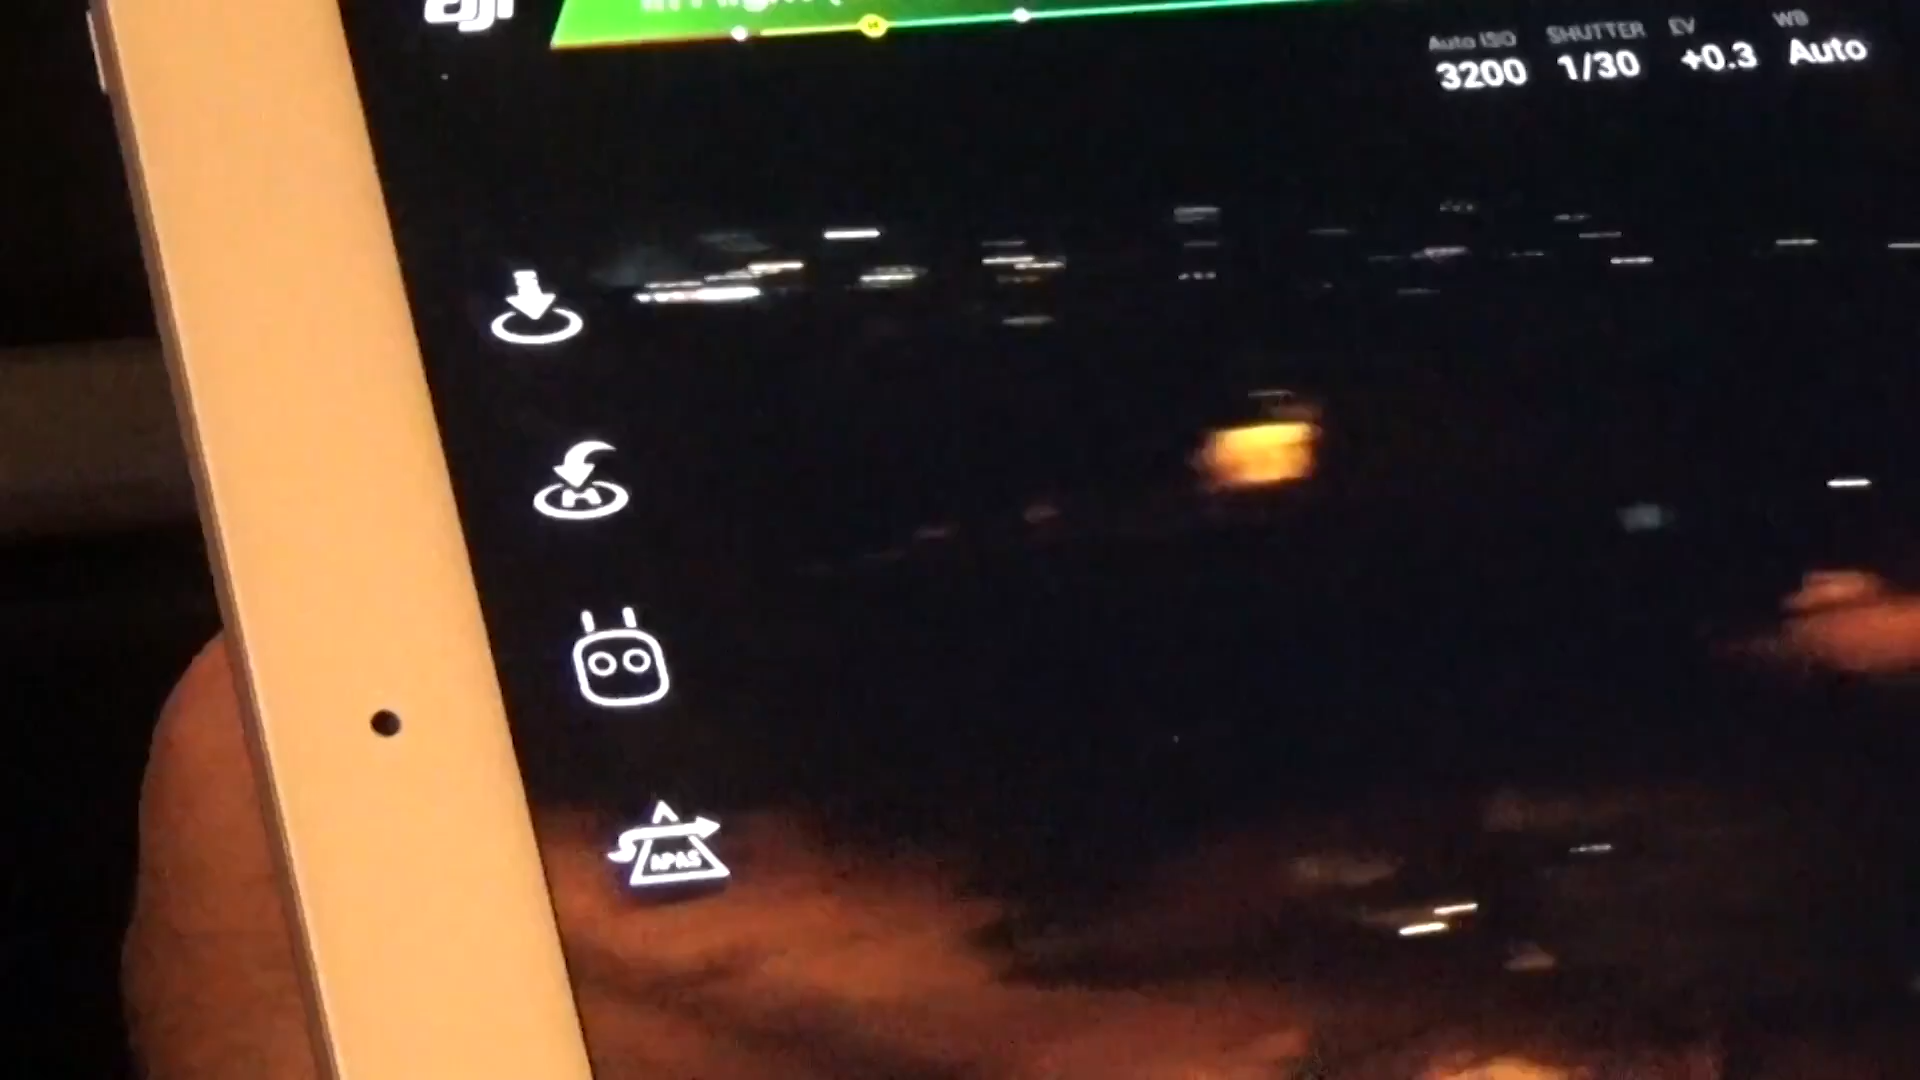 dji
Auto ISO SHUTTER EV WB
3200 1/30 +0.3 Auto
H
H
APAS